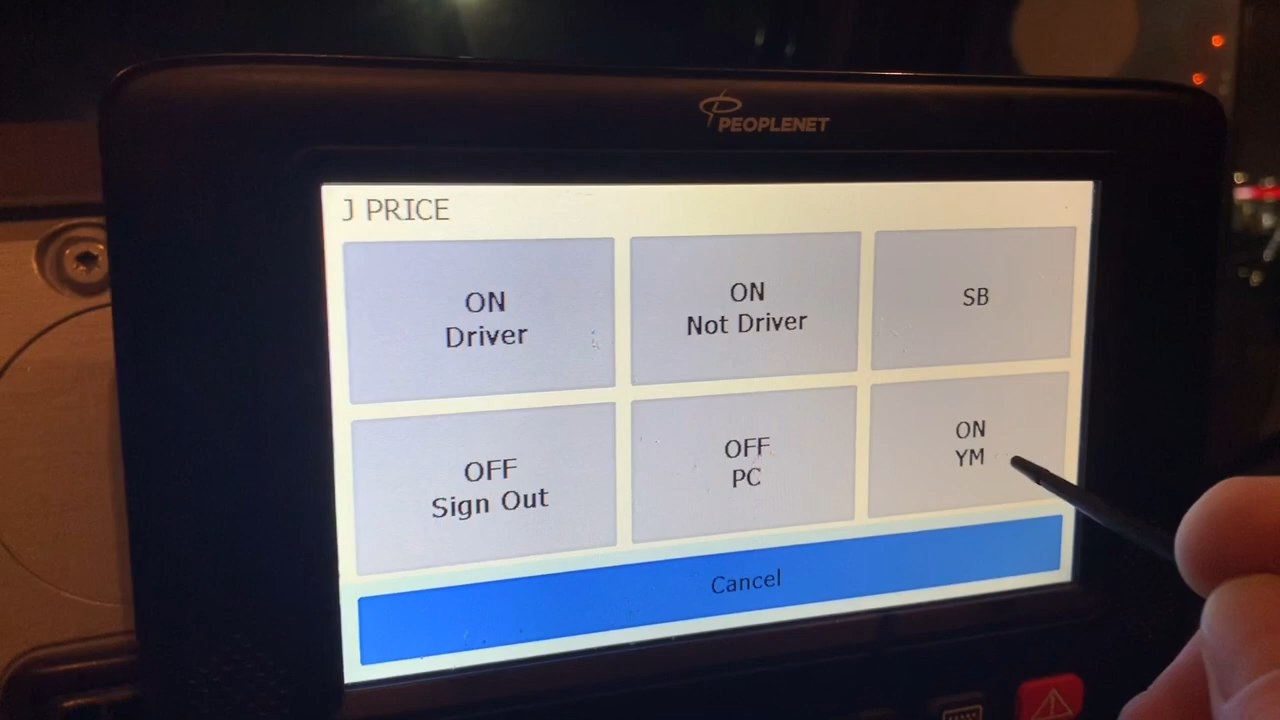 PEOPLENET
J PRICE
ON
Driver
ON
Not Driver
SB
OFF
Sign Out
OFF
PC
ON
YM
Cancel